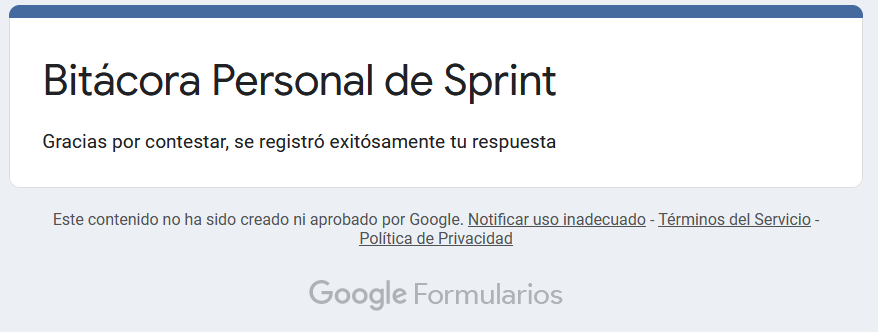 Bitácora Personal de Sprint
Gracias por contestar, se registró exitósamente tu respuesta
Este contenido no ha sido creado ni aprobado por Google. Notificar uso inadecuado - Términos del Servicio -
Política de Privacidad
Google Formularios